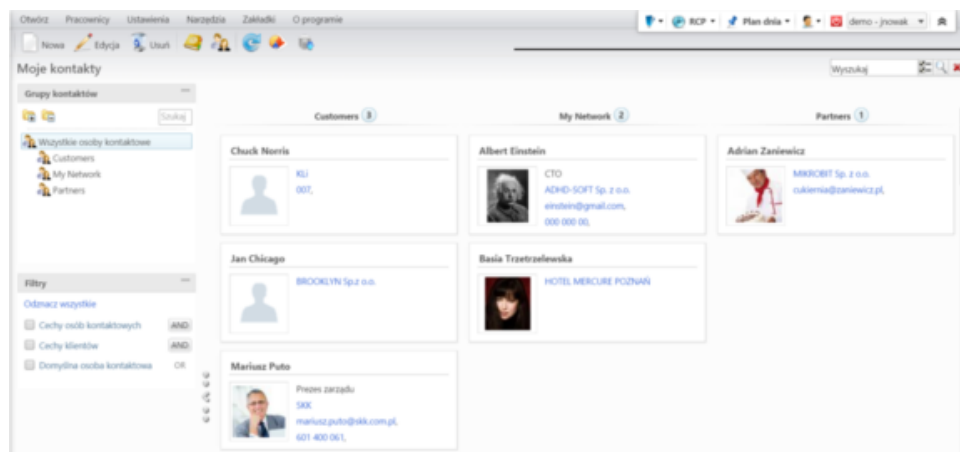 Otwórz Pracownicy Ustawienia Narzędzia Zakładki O programie
RCP Plan dnia demo - jnowak
Nowa Edycja Usuń
Moje kontakty
Wyszukaj
Grupy kontaktów
Szukaj
Wszystkie osoby kontaktowe
Customers
My Network
Partners
Filtry
Odznacz wszystkie
Cechy osób kontaktowych AND
Cechy klientów AND
Domyślna osoba kontaktowa OR
Customers 3
Chuck Norris
KLi
007,
Jan Chicago
BROOKLYN Sp.z o.o.
Mariusz Puto
Prezes zarządu
SKK
mariusz.puto@skk.com.pl,
601 400 061,
My Network 2
Albert Einstein
CTO
ADHD-SOFT Sp. z o.o.
einstein@gmail.com,
000 000 00,
Basia Trzetrzelewska
HOTEL MERCURE POZNAŃ
Partners 1
Adrian Zaniewicz
MIKROBIT Sp. z o.o.
cukiernia@zaniewicz.pl,